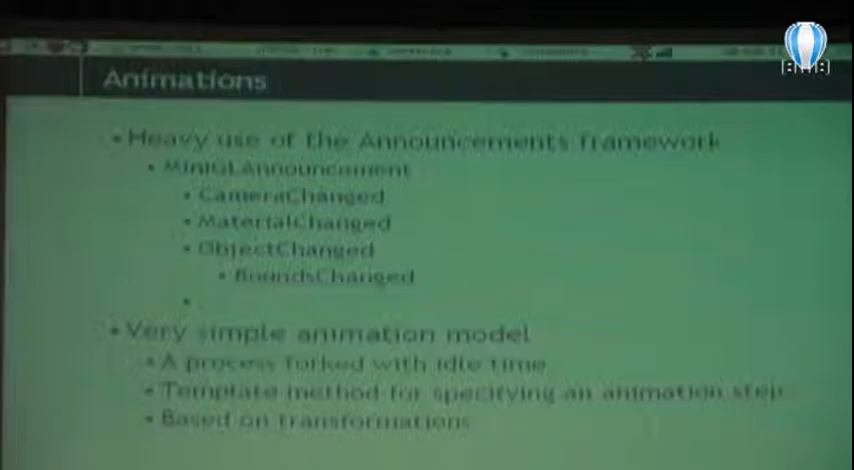 Animations
• Heavy use of the Announcements framework
• MiniGLAnnouncement
• CameraChanged
• MaterialChanged
• ObjectChanged
• BoundsChanged
•
• Very simple animation model
• A process forked with idle time
• Template method for specifying an animation step
• Based on transformations